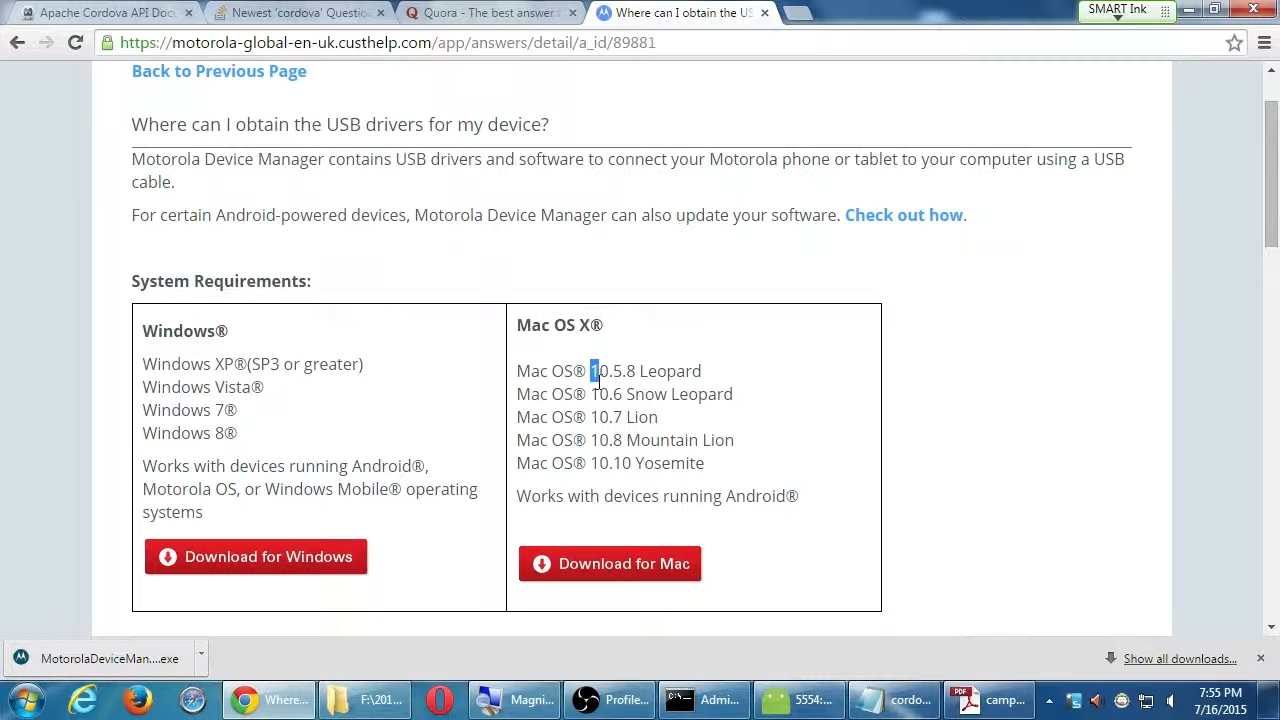 Apache Cordova API Doc
Newest 'cordova' Questio
Quora - The best answer
Where can I obtain the US
SMART Ink
https://motorola-global-en-uk.custhelp.com/app/answers/detail/a_id/89881
Back to Previous Page
Where can I obtain the USB drivers for my device?
Motorola Device Manager contains USB drivers and software to connect your Motorola phone or tablet to your computer using a USB
cable.
For certain Android-powered devices, Motorola Device Manager can also update your software. Check out how.
System Requirements:
Windows®
Windows XP®(SP3 or greater)
Windows Vista®
Windows 7®
Windows 8®
Works with devices running Android®,
Motorola OS, or Windows Mobile® operating
systems
Download for Windows
Mac OS X®
Mac OS® 10.5.8 Leopard
Mac OS® 10.6 Snow Leopard
Mac OS® 10.7 Lion
Mac OS® 10.8 Mountain Lion
Mac OS® 10.10 Yosemite
Works with devices running Android®
Download for Mac
MotorolaDeviceMan....exe
Show all downloads...
Where...
F:\201...
Magni...
Profile...
Admi...
5554:...
cordo...
PDF
camp...
7:55 PM
7/16/2015